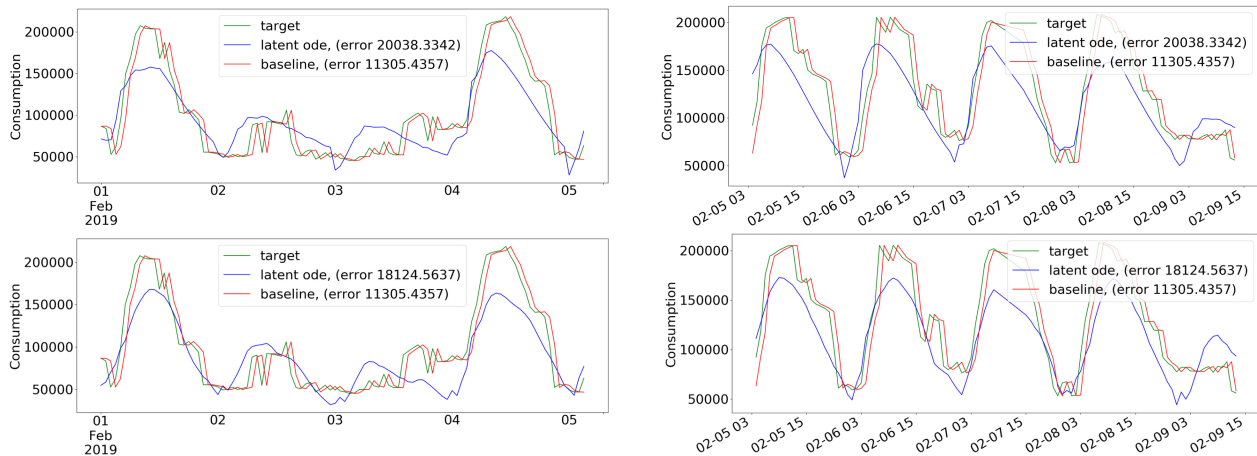 target
latent ode, (error 20038.3342)
baseline, (error 11305.4357)
Consumption
200000
150000
100000
50000
01
Feb
2019
02
03
04
05
target
latent ode, (error 20038.3342)
baseline, (error 11305.4357)
Consumption
200000
150000
100000
50000
02-05 03
02-05 15
02-06 03
02-06 15
02-07 03
02-07 15
02-08 03
02-08 15
02-09 03
02-09 15
target
latent ode, (error 18124.5637)
baseline, (error 11305.4357)
Consumption
200000
150000
100000
50000
01
Feb
2019
02
03
04
05
target
latent ode, (error 18124.5637)
baseline, (error 11305.4357)
Consumption
200000
150000
100000
50000
02-05 03
02-05 15
02-06 03
02-06 15
02-07 03
02-07 15
02-08 03
02-08 15
02-09 03
02-09 15